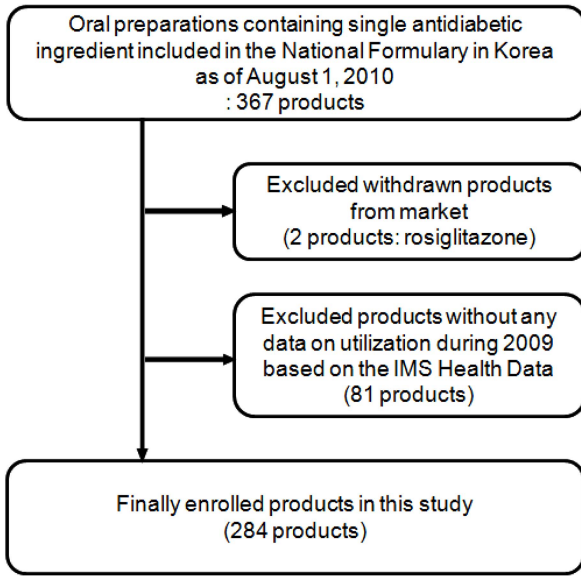 Oral preparations containing single antidiabetic
ingredient included in the National Formulary in Korea
as of August 1, 2010
: 367 products
Excluded withdrawn products
from market
(2 products: rosiglitazone)
Excluded products without any
data on utilization during 2009
based on the IMS Health Data
(81 products)
Finally enrolled products in this study
(284 products)